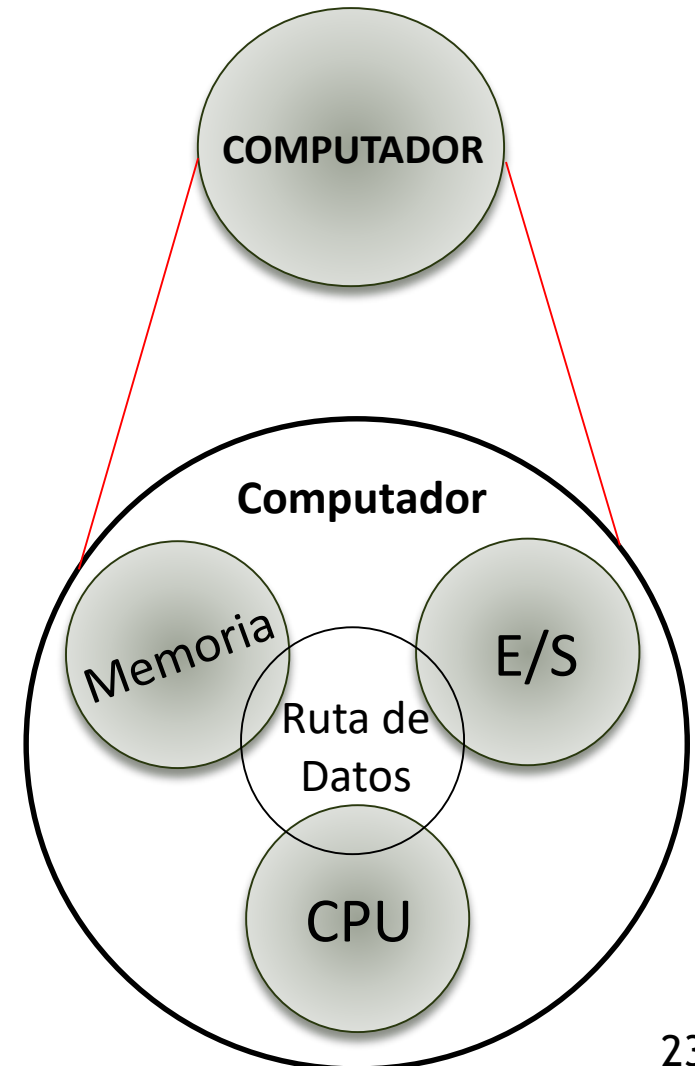 COMPUTADOR
Computador
Memoria
E/S
Ruta de
Datos
CPU
23